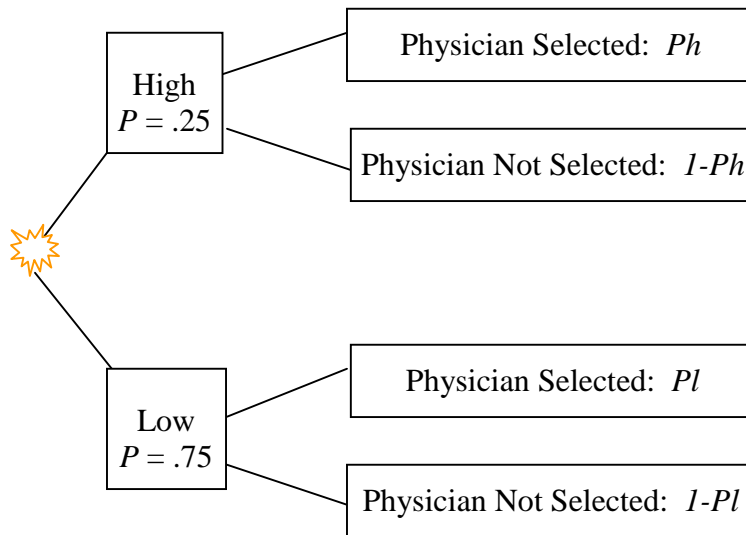 Physician Selected: Ph
High
P = .25
Physician Not Selected: 1-Ph
Physician Selected: Pl
Low
P = .75
Physician Not Selected: 1-Pl